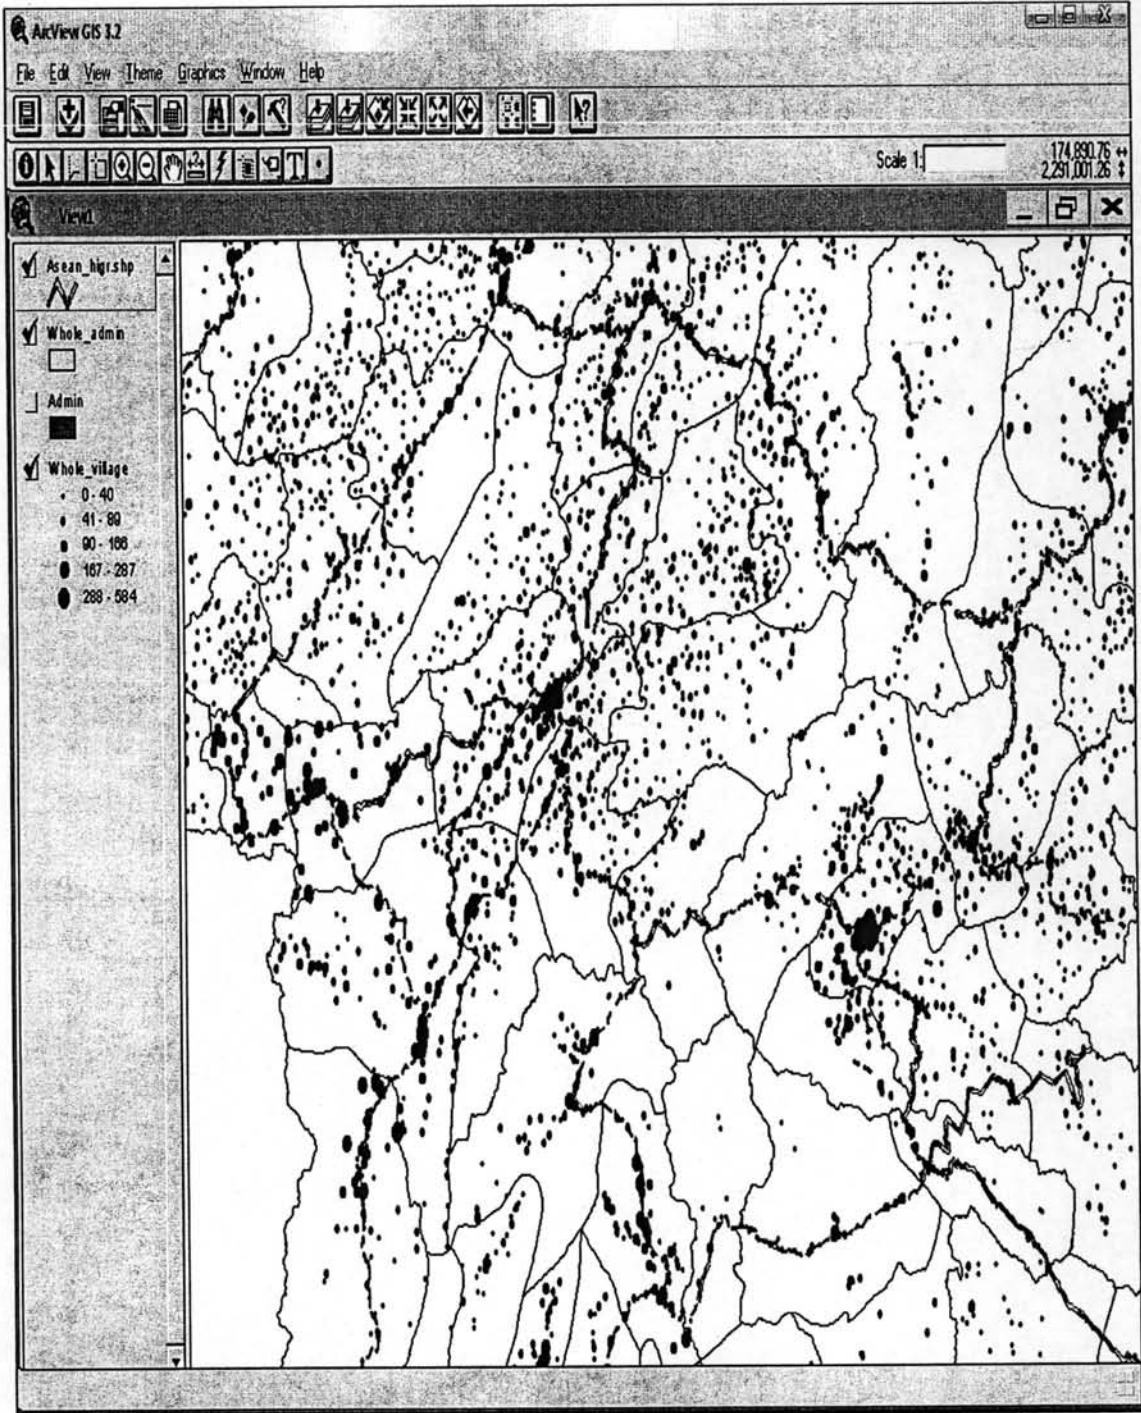 ArcView GIS 3.2
File Edit View Theme Graphics Window Help
Scale 1:
174,890.76
2,291,001.26
View1
Asean_higr.shp
Whole_admin
Admin
Whole_village
0 - 40
41 - 89
90 - 166
167 - 287
288 - 584